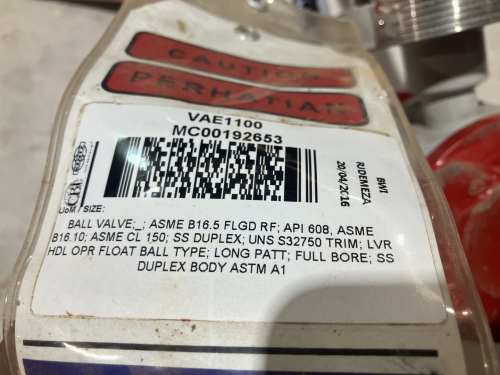 CAUTION
PERHATIAN
VAE1100
MC00192653
BWI
RUDEMEZA
20/04/2016
UoM / SIZE:
BALL VALVE;_; ASME B16.5 FLGD RF; API 608, ASME
B16.10; ASME CL 150; SS DUPLEX; UNS S32750 TRIM; LVR
HDL OPR FLOAT BALL TYPE; LONG PATT; FULL BORE; SS
DUPLEX BODY ASTM A1